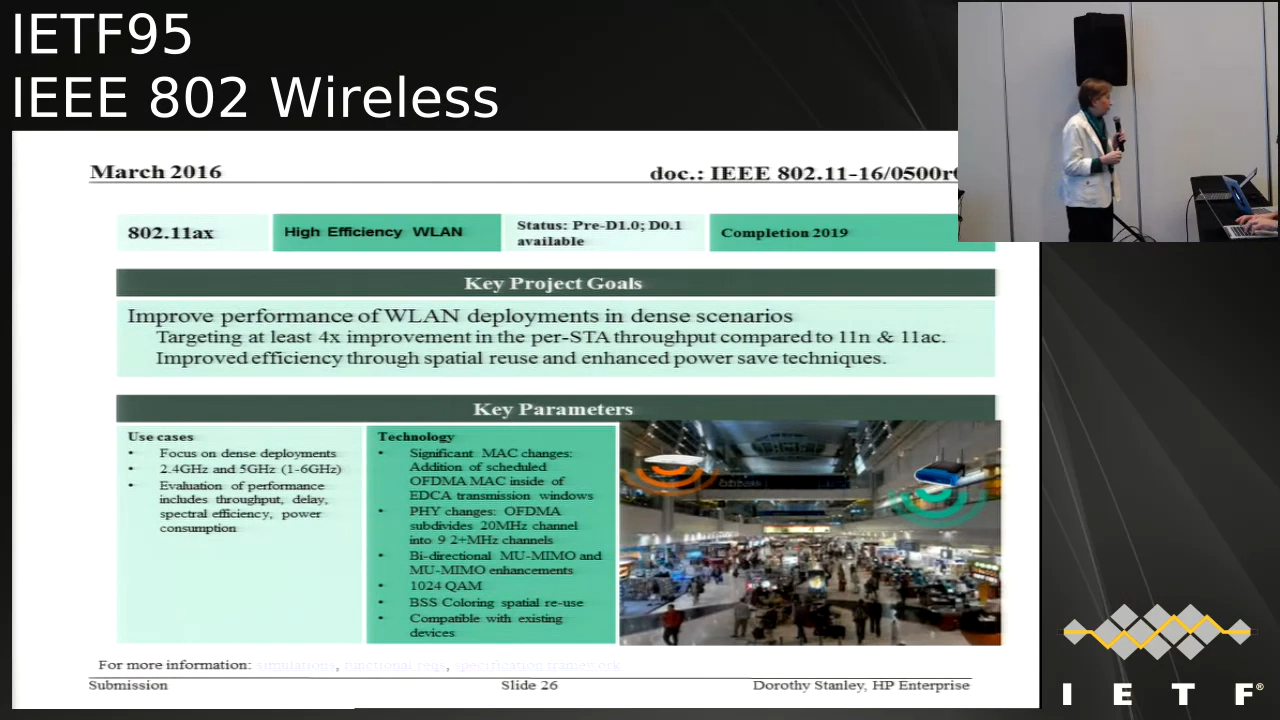 IETF95
IEEE 802 Wireless
March 2016
doc.: IEEE 802.11-16/0500r
802.11ax
High Efficiency WLAN
Status: Pre-D1.0; D0.1
available
Completion 2019
Key Project Goals
Improve performance of WLAN deployments in dense scenarios
Targeting at least 4x improvement in the per-STA throughput compared to 11n & 11ac.
Improved efficiency through spatial reuse and enhanced power save techniques.
Key Parameters
Use cases
• Focus on dense deployments
• 2.4GHz and 5GHz (1-6GHz)
• Evaluation of performance
includes throughput, delay,
spectral efficiency, power
consumption
Technology
• Significant MAC changes:
Addition of scheduled
OFDMA MAC inside of
EDCA transmission windows
• PHY changes: OFDMA
subdivides 20MHz channel
into 9 2+MHz channels
• Bi-directional MU-MIMO and
MU-MIMO enhancements
• 1024 QAM
• BSS Coloring spatial re-use
• Compatible with existing
devices
For more information: simulations, functional reqs, specification framework
Submission
Slide 26
Dorothy Stanley, HP Enterprise
IETF®